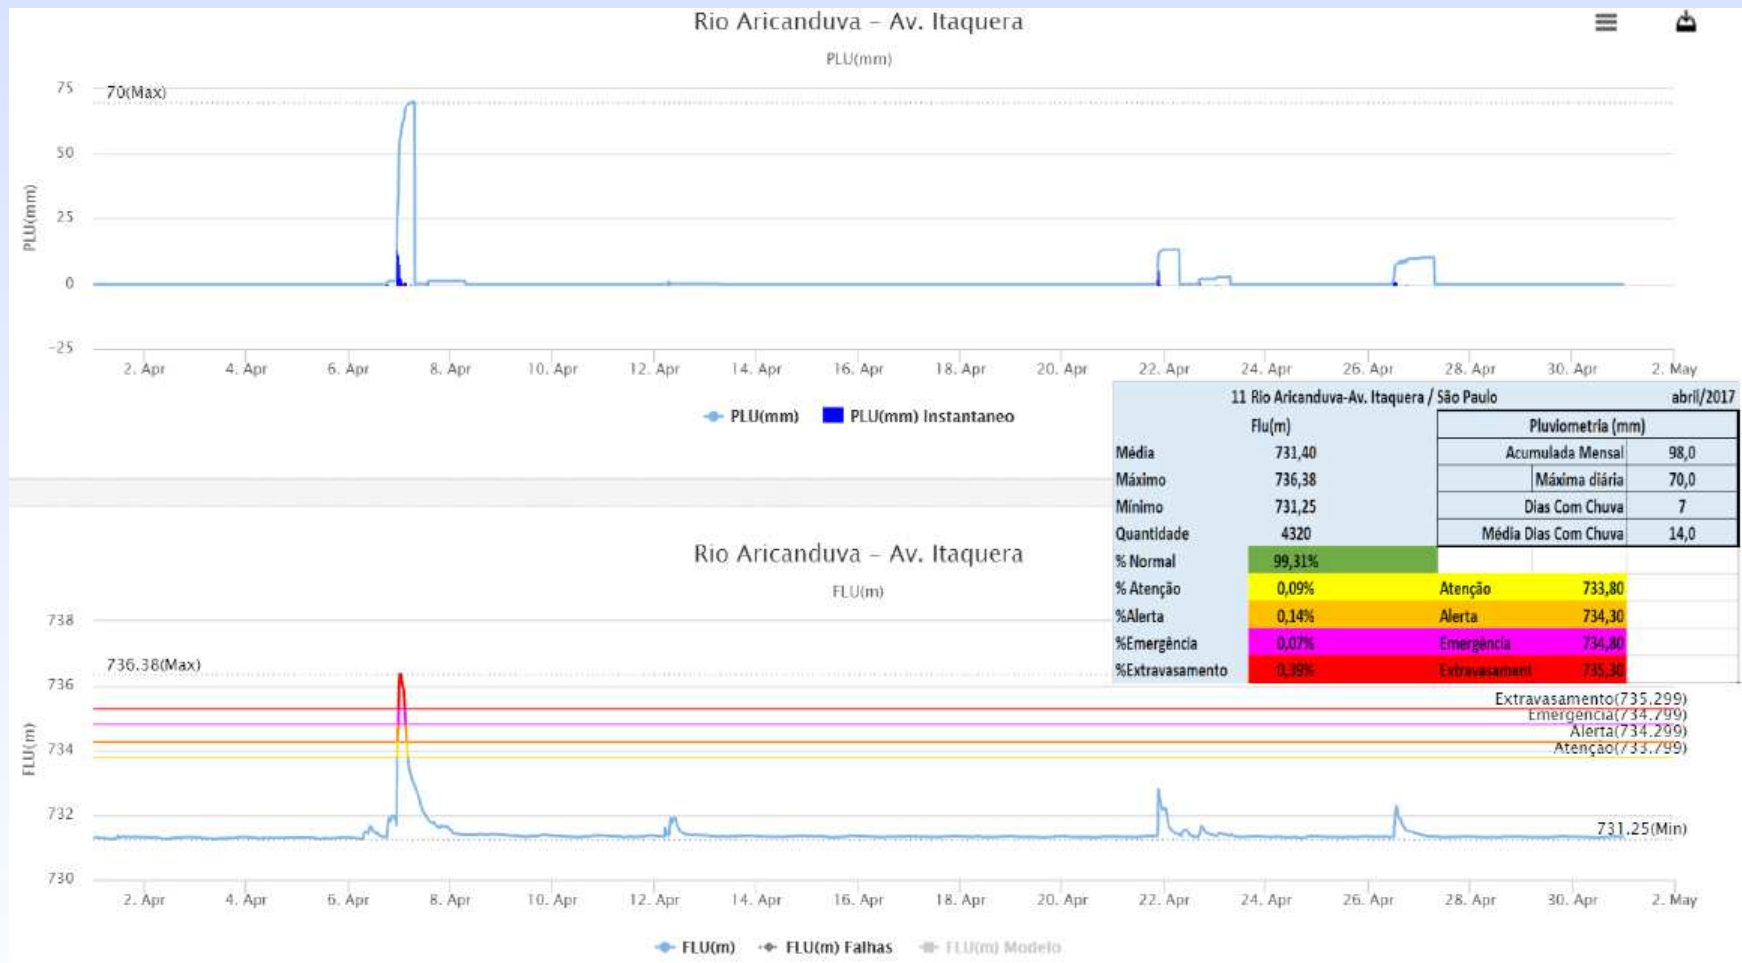 Rio Aricanduva – Av. Itaquera
PLU(mm)
75
70(Max)
50
25
0
-25
PLU(mm)
2. Apr 4. Apr 6. Apr 8. Apr 10. Apr 12. Apr 14. Apr 16. Apr 18. Apr 20. Apr 22. Apr 24. Apr 26. Apr 28. Apr 30. Apr 2. May
PLU(mm) PLU(mm) Instantaneo
11 Rio Aricanduva-Av. Itaquera / São Paulo abril/2017
Flu(m) Pluviometria (mm)
Média 731,40 Acumulada Mensal 98,0
Máximo 736,38 Máxima diária 70,0
Mínimo 731,25 Dias Com Chuva 7
Quantidade 4320 Média Dias Com Chuva 14,0
% Normal 99,31%
% Atenção 0,09% Atenção 733,80
%Alerta 0,14% Alerta 734,30
%Emergência 0,07% Emergência 734,80
%Extravasamento 0,39% Extravasament 735,30
Rio Aricanduva – Av. Itaquera
FLU(m)
738
736.38(Max)
736
Extravasamento(735.299)
Emergencia(734.799)
Alerta(734.299)
Atenção(733.799)
734
732
731.25(Min)
730
FLU(m)
2. Apr 4. Apr 6. Apr 8. Apr 10. Apr 12. Apr 14. Apr 16. Apr 18. Apr 20. Apr 22. Apr 24. Apr 26. Apr 28. Apr 30. Apr 2. May
FLU(m) FLU(m) Falhas FLU(m) Modelo